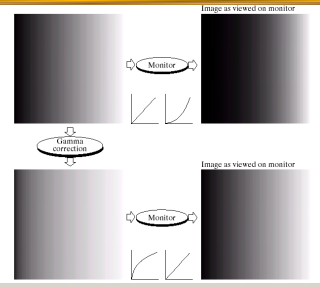 Image as viewed on monitor
Monitor
Gamma
correction
Image as viewed on monitor
Monitor